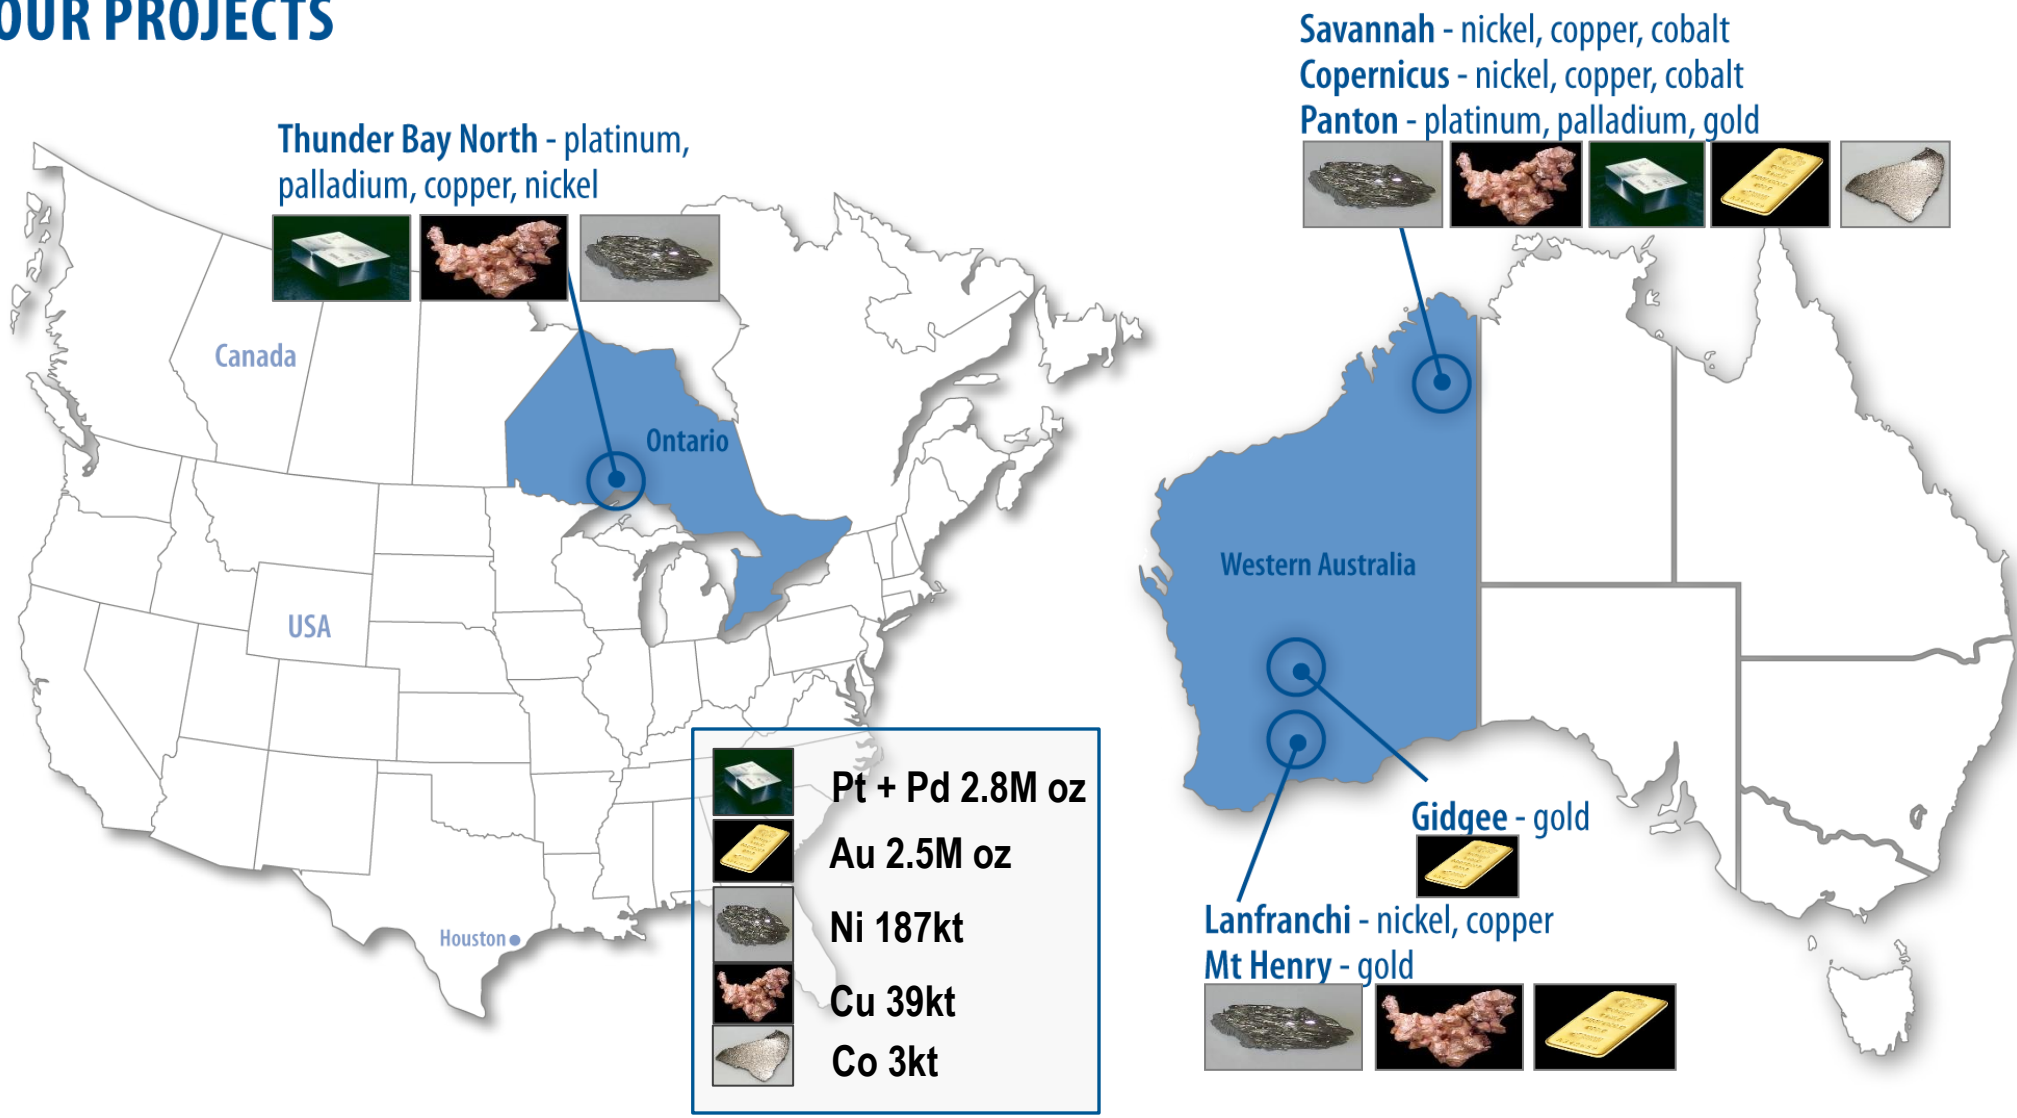 OUR PROJECTS
Savannah - nickel, copper, cobalt
Copernicus - nickel, copper, cobalt
Panton - platinum, palladium, gold
Thunder Bay North - platinum,
palladium, copper, nickel
Canada
Ontario
USA
Houston
Western Australia
Pt + Pd 2.8M oz
Au 2.5M oz
Ni 187kt
Cu 39kt
Co 3kt
Gidgee - gold
Lanfranchi - nickel, copper
Mt Henry - gold